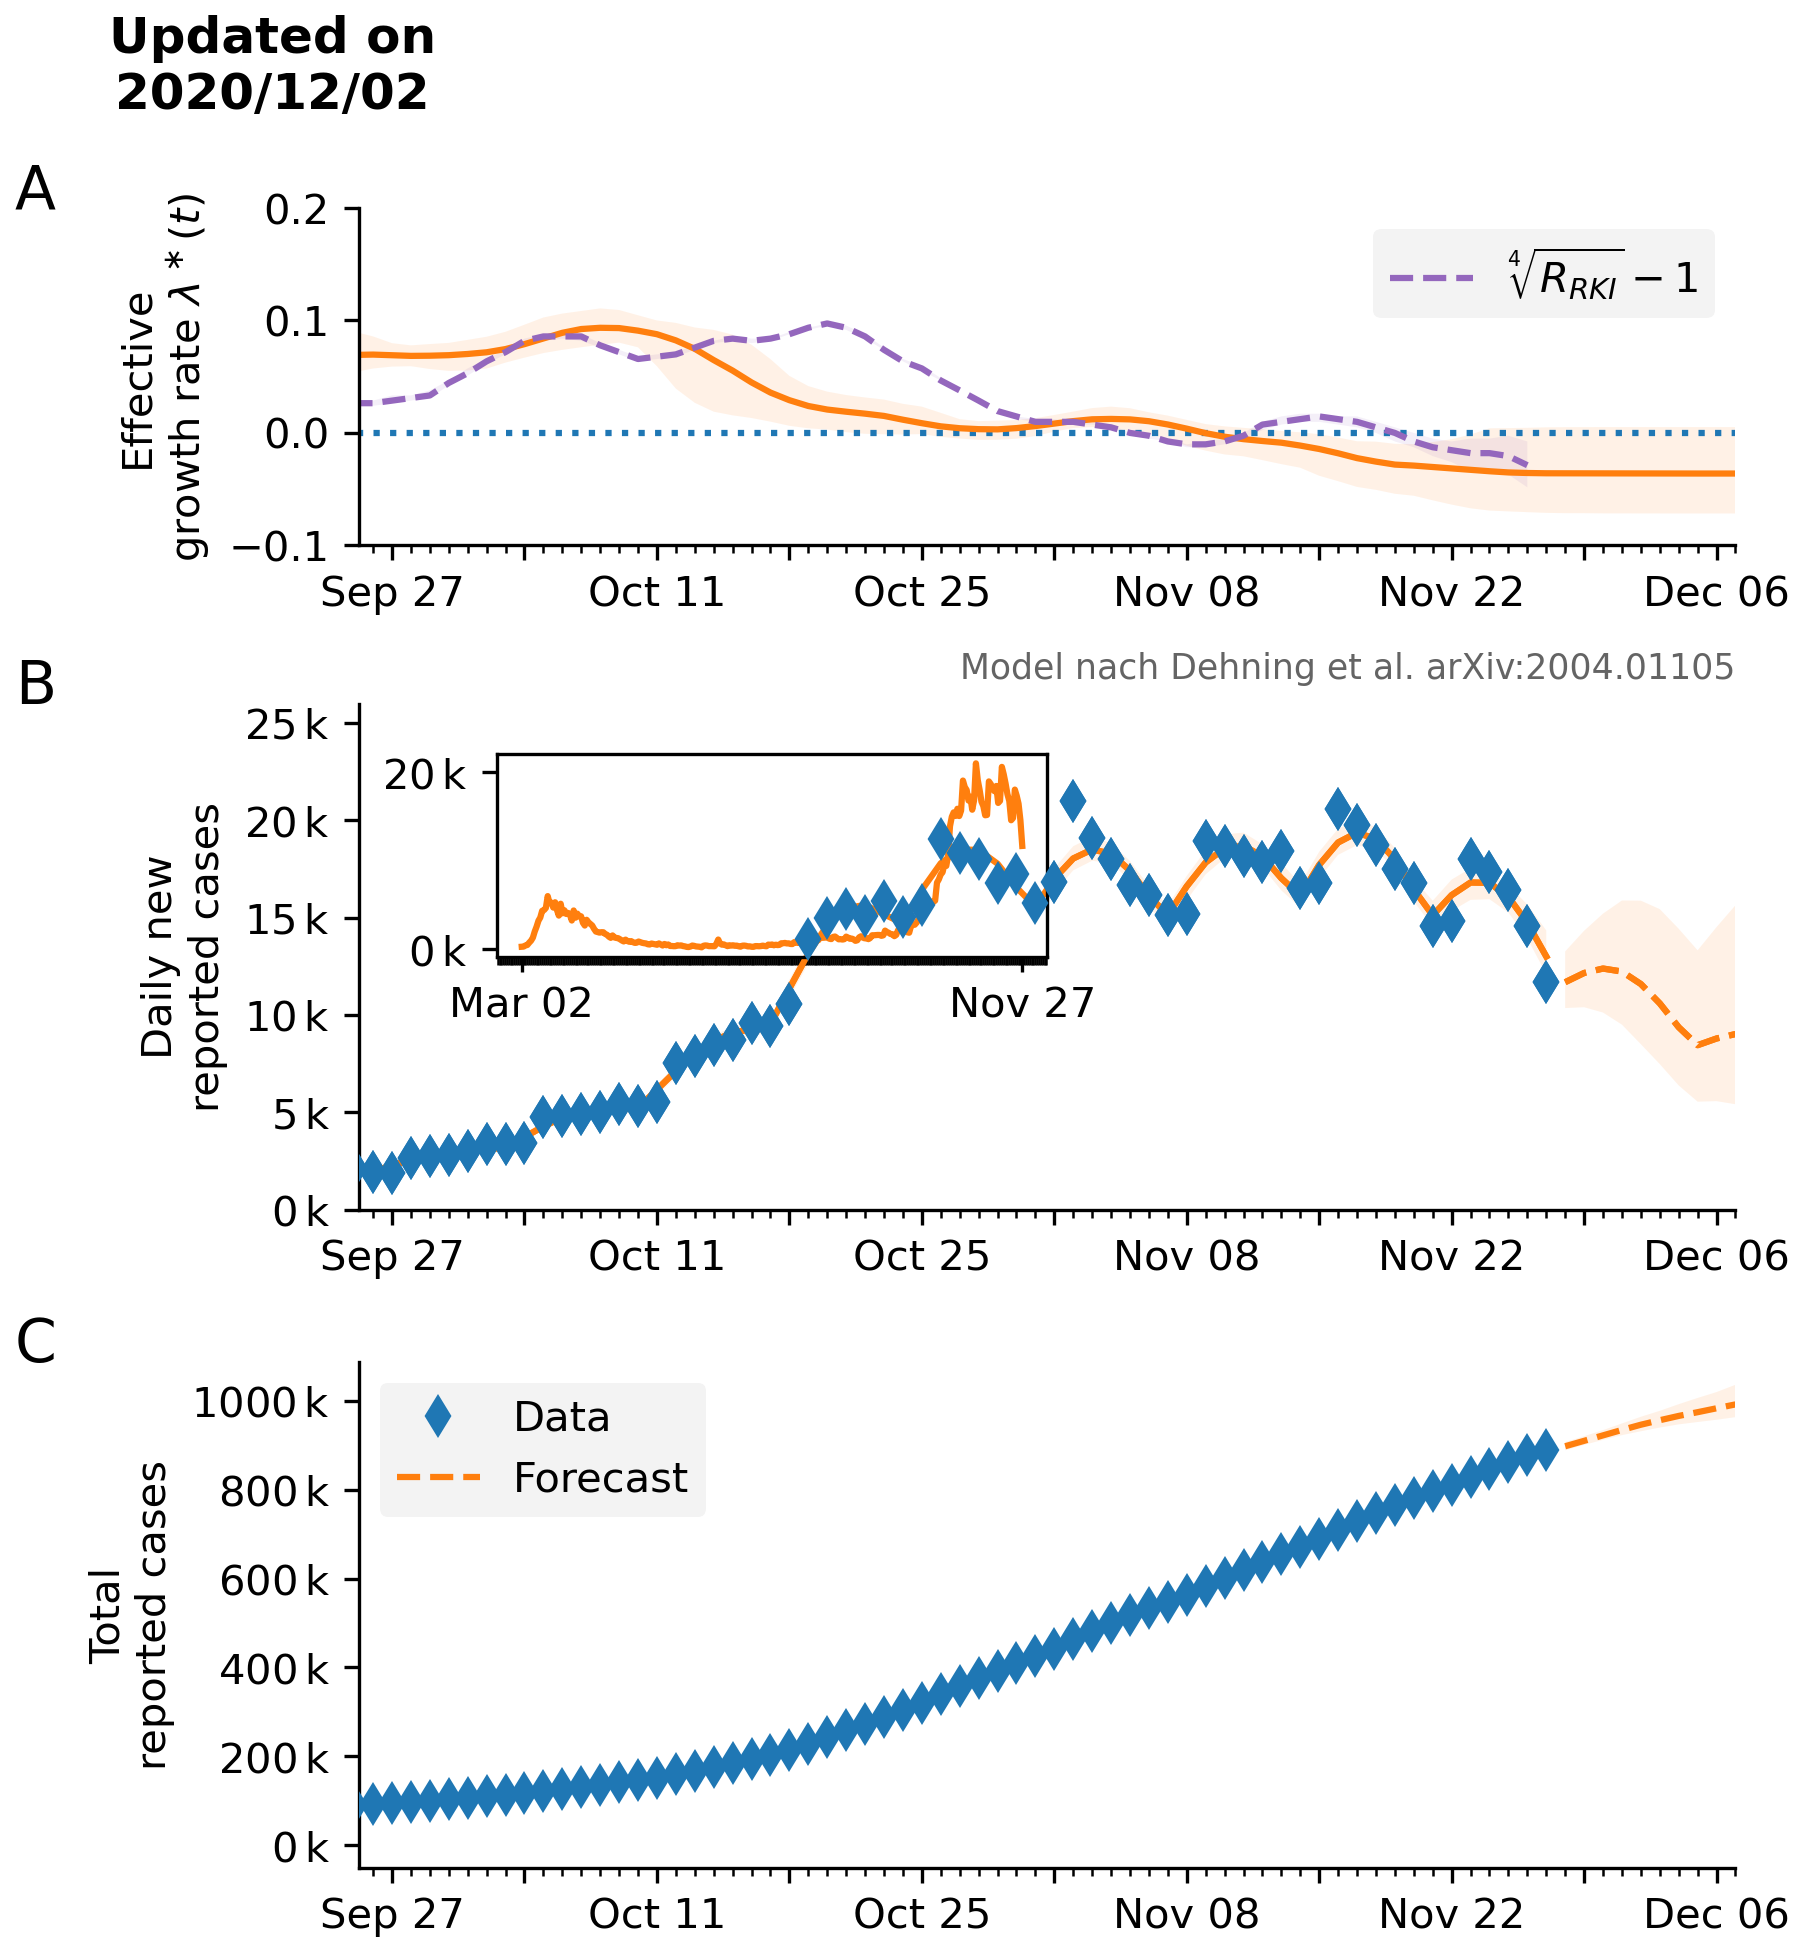 Updated on
2020/12/02
A
Effective
growth rate λ * (t)
0.2
0.1
0.0
−0.1
∜R_RKI − 1
Sep 27 Oct 11 Oct 25 Nov 08 Nov 22 Dec 06
Model nach Dehning et al. arXiv:2004.01105
B
Daily new
reported cases
25 k
20 k
15 k
10 k
5 k
0 k
20 k
0 k
Mar 02 Nov 27
Sep 27 Oct 11 Oct 25 Nov 08 Nov 22 Dec 06
C
Total
reported cases
1000 k
800 k
600 k
400 k
200 k
0 k
Data
Forecast
Sep 27 Oct 11 Oct 25 Nov 08 Nov 22 Dec 06